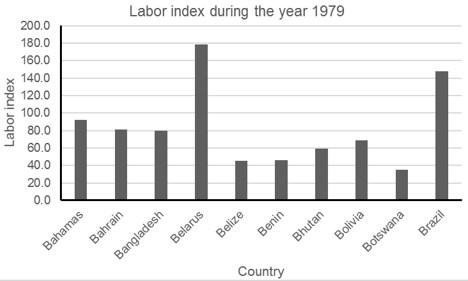 Labor index during the year 1979
Labor index
200.0
180.0
160.0
140.0
120.0
100.0
80.0
60.0
40.0
20.0
0.0
Bahamas
Bahrain
Bangladesh
Belarus
Belize
Benin
Bhutan
Bolivia
Botswana
Brazil
Country